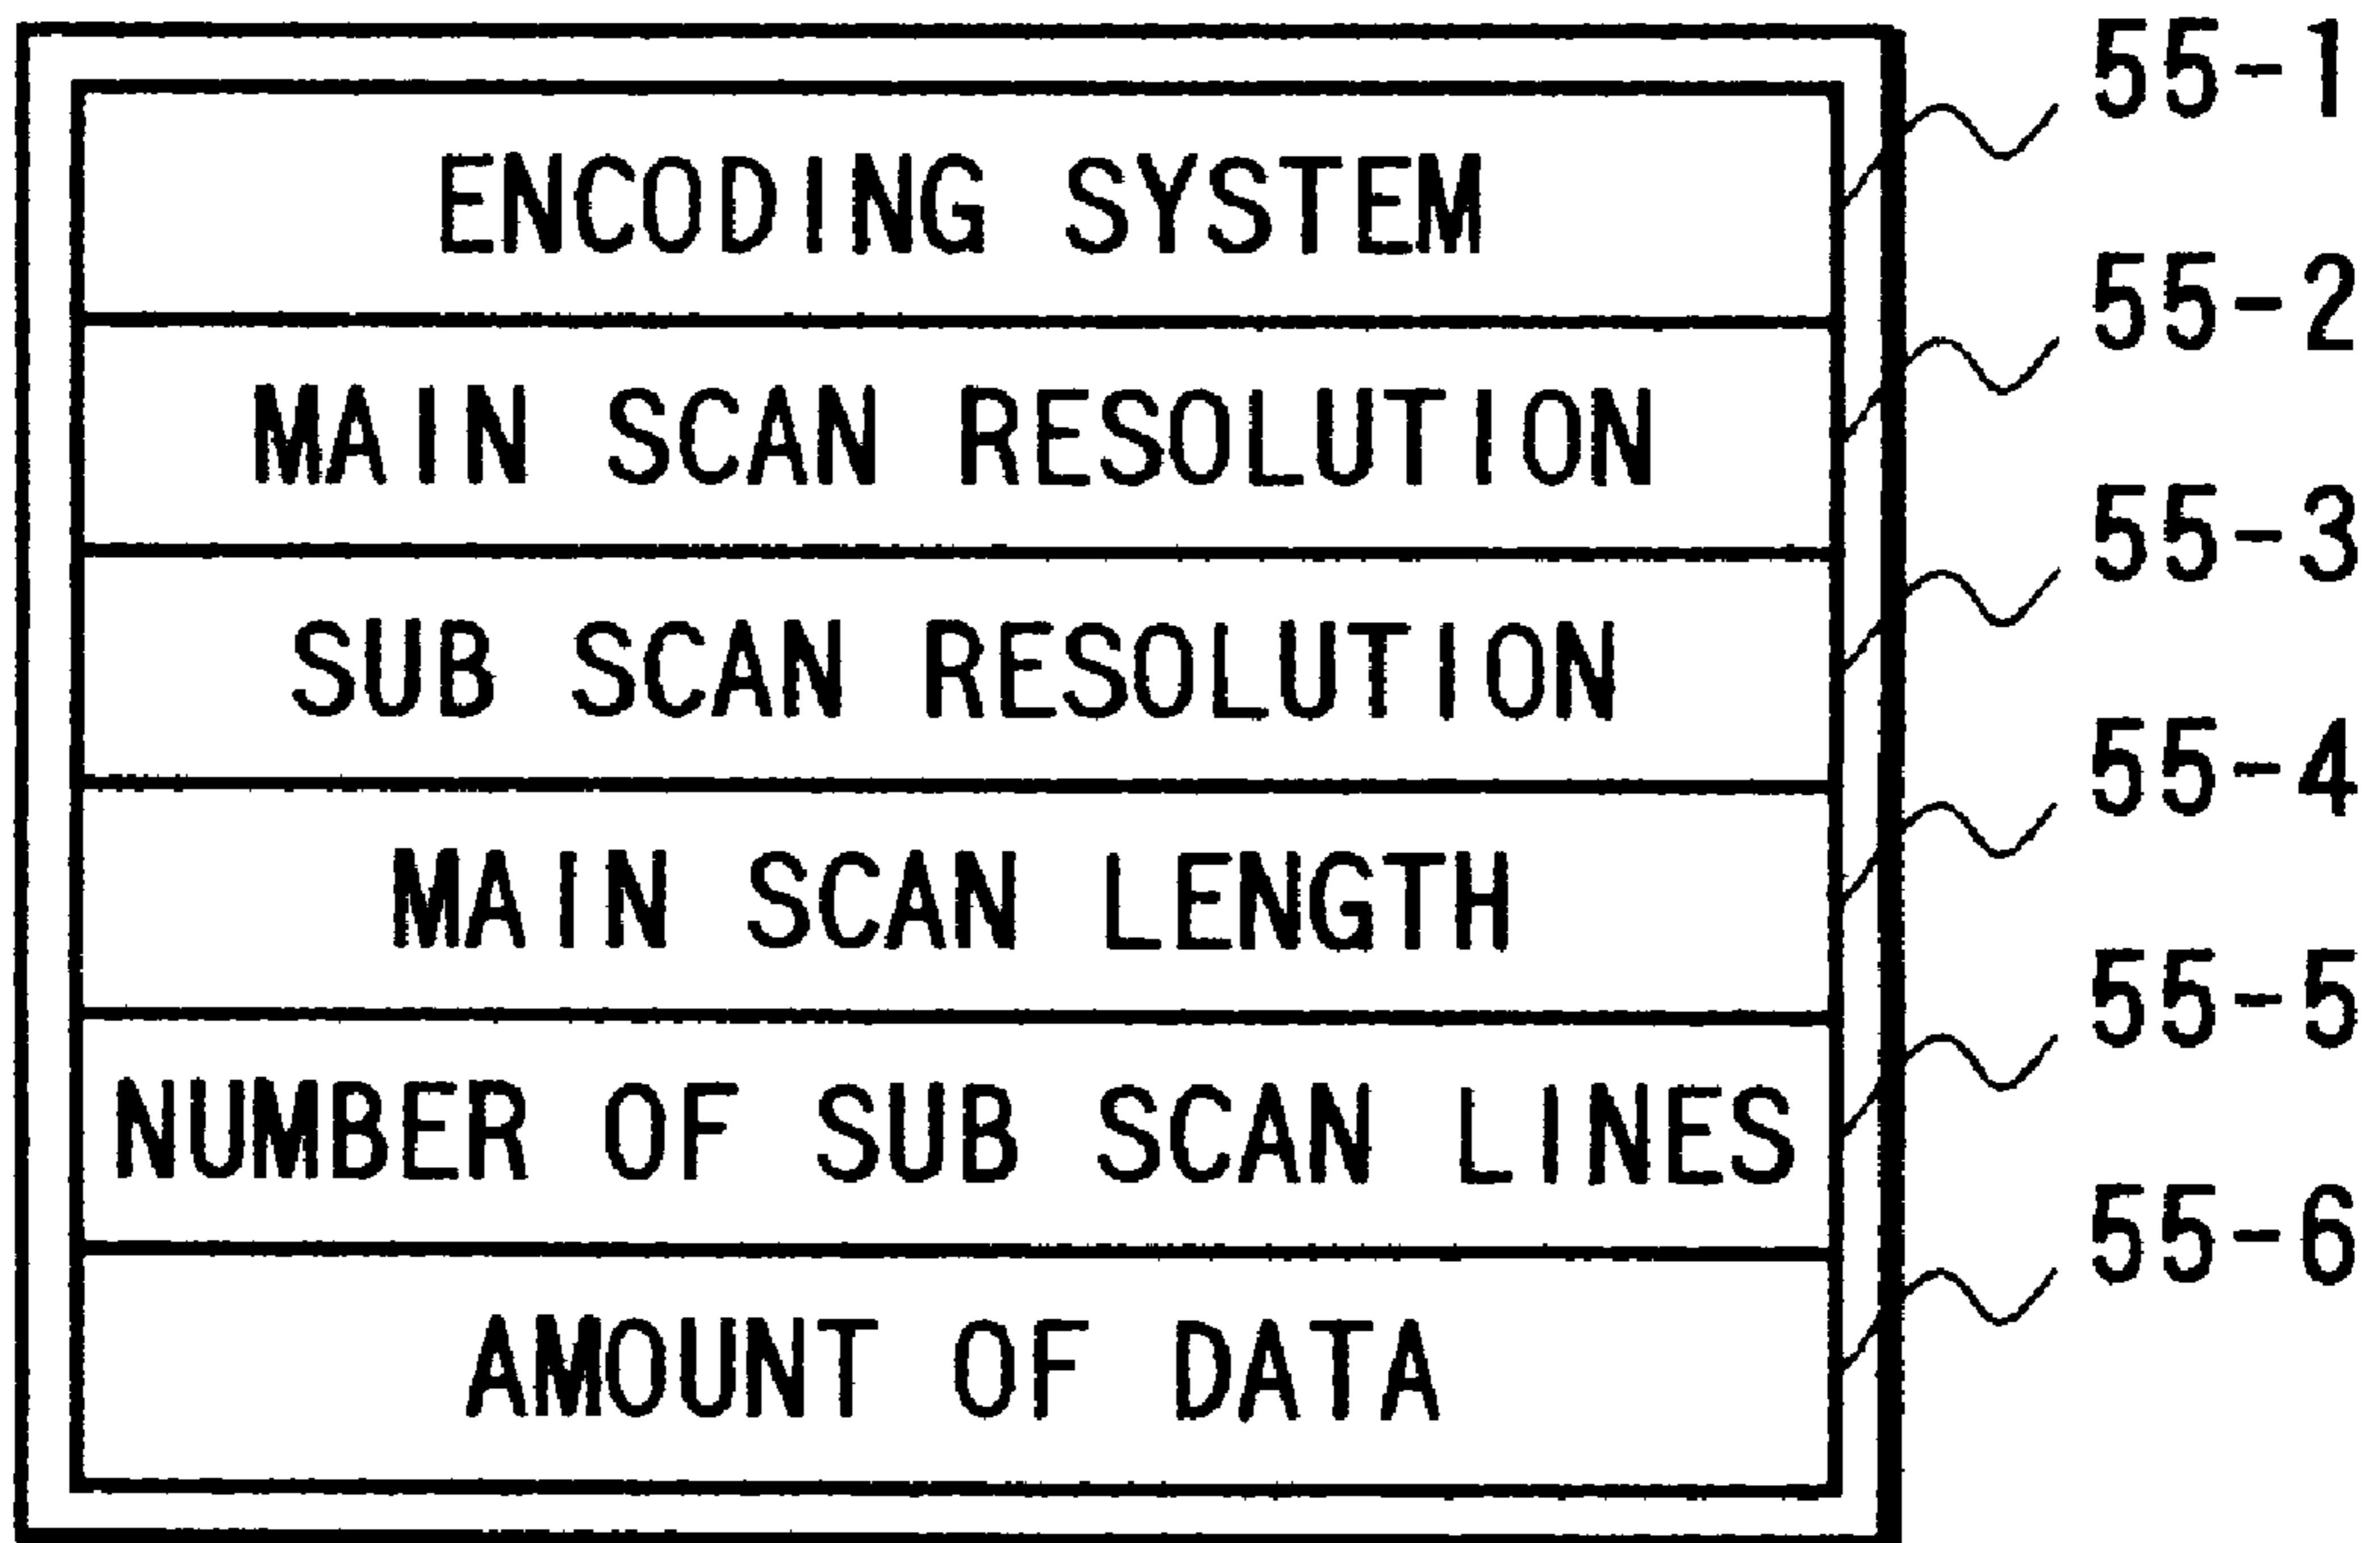 55-1
ENCODING SYSTEM
55-2
MAIN SCAN RESOLUTION
55-3
SUB SCAN RESOLUTION
55-4
MAIN SCAN LENGTH
55-5
NUMBER OF SUB SCAN LINES
55-6
AMOUNT OF DATA